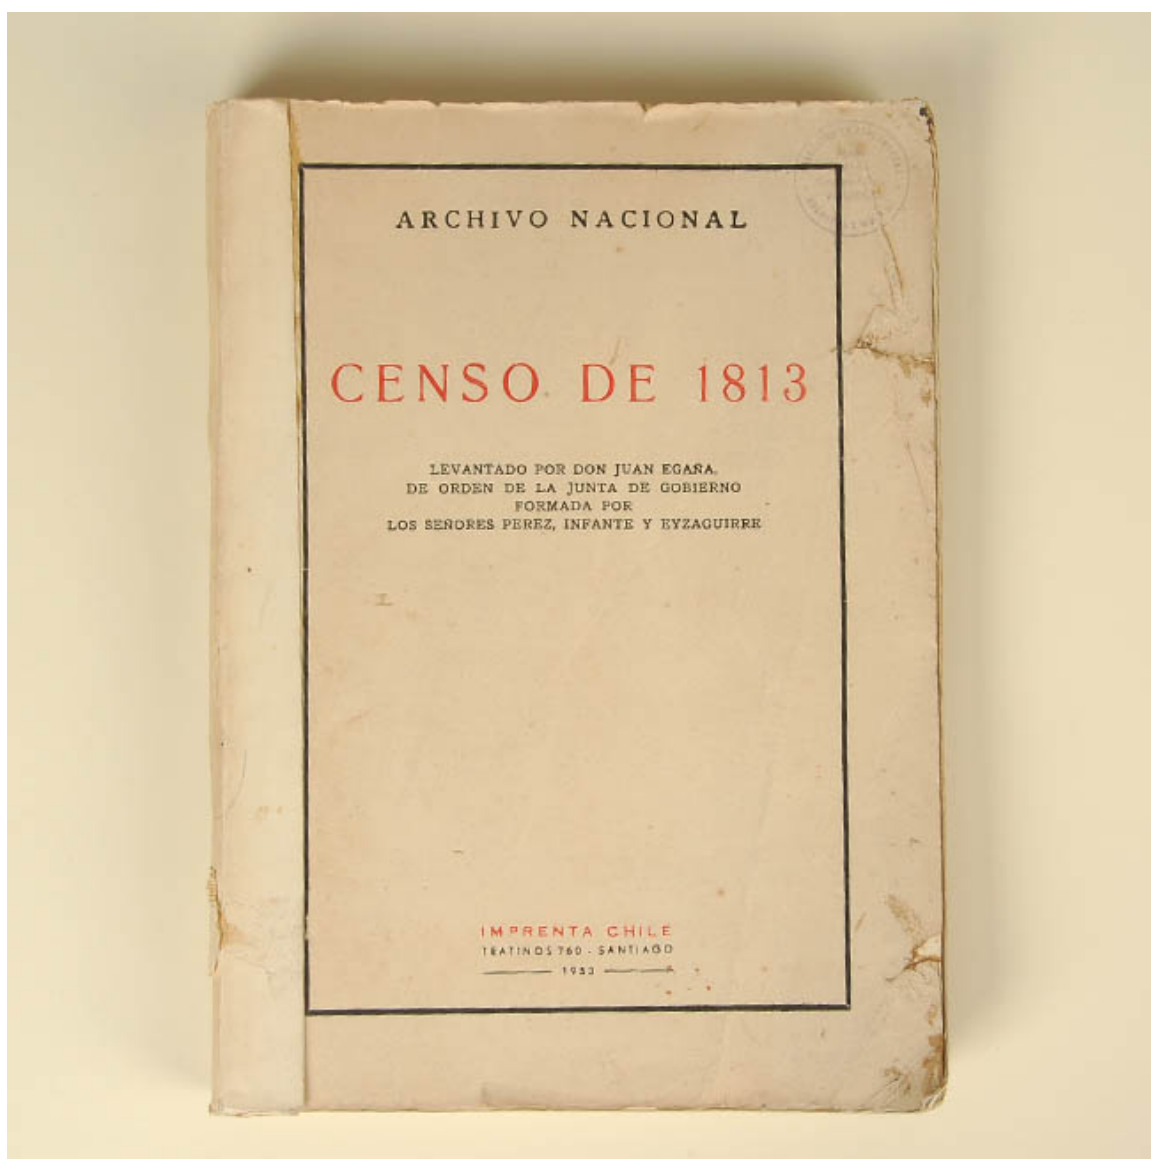 ARCHIVO NACIONAL
CENSO DE 1813
LEVANTADO POR DON JUAN EGAÑA,
DE ORDEN DE LA JUNTA DE GOBIERNO
FORMADA POR
LOS SEÑORES PEREZ, INFANTE Y EYZAGUIRRE
IMPRENTA CHILE
TEATINOS 760 - SANTIAGO
1953